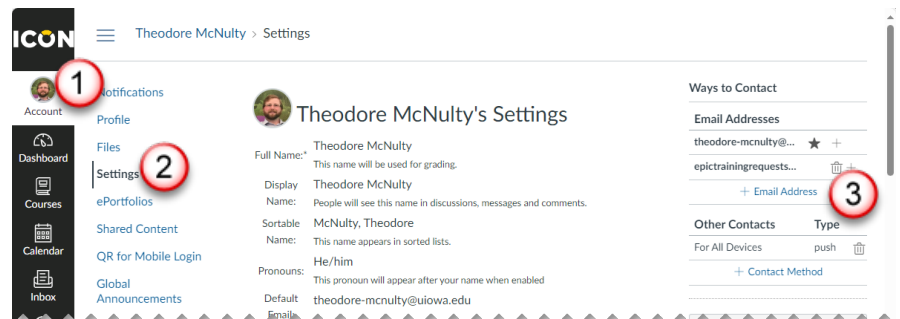 ICON
Theodore McNulty > Settings
1
Account
Dashboard
Courses
Calendar
Inbox
Notifications
Profile
Files
Settings
2
ePortfolios
Shared Content
QR for Mobile Login
Global
Announcements
Theodore McNulty's Settings
Full Name:* Theodore McNulty
This name will be used for grading.
Display Theodore McNulty
Name: People will see this name in discussions, messages and comments.
Sortable McNulty, Theodore
Name: This name appears in sorted lists.
He/him
Pronouns:
This pronoun will appear after your name when enabled
Default theodore-mcnulty@uiowa.edu
Email:
Ways to Contact
Email Addresses
theodore-mcnulty@... ★ +
epictrainingrequests... +
+ Email Address
3
Other Contacts Type
For All Devices push
+ Contact Method